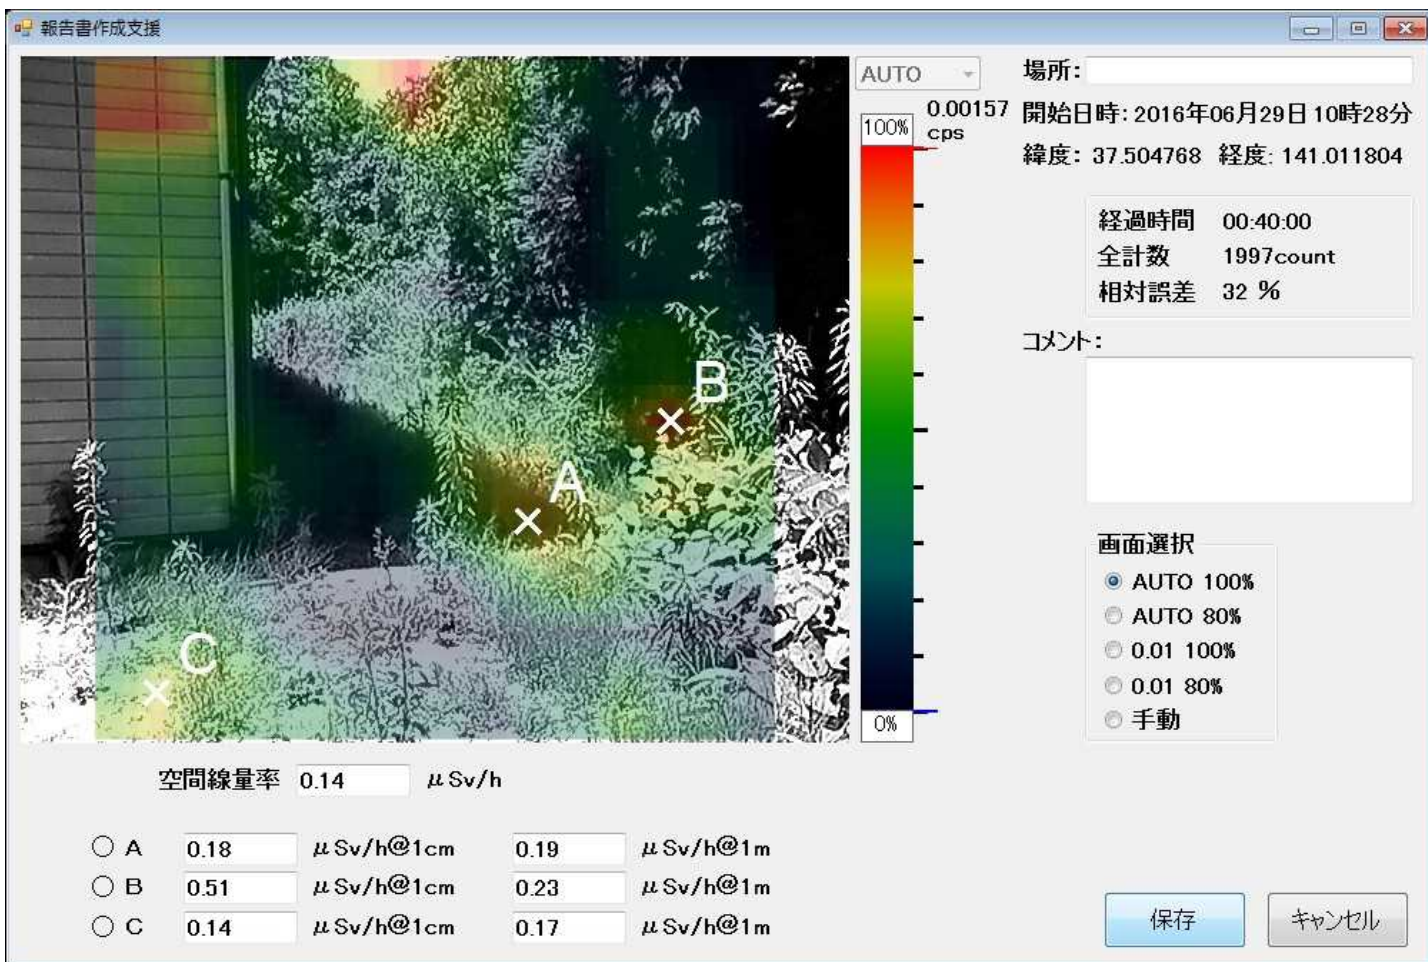 報告書作成支援
AUTO
100%
0.00157
cps
0%
A
B
C
場所:
開始日時: 2016年06月29日 10時28分
緯度: 37.504768 経度: 141.011804
経過時間 00:40:00
全計数 1997count
相対誤差 32 %
コメント:
画面選択
AUTO 100%
AUTO 80%
0.01 100%
0.01 80%
手動
空間線量率 0.14 μSv/h
A 0.18 μSv/h@1cm 0.19 μSv/h@1m
B 0.51 μSv/h@1cm 0.23 μSv/h@1m
C 0.14 μSv/h@1cm 0.17 μSv/h@1m
保存 キャンセル